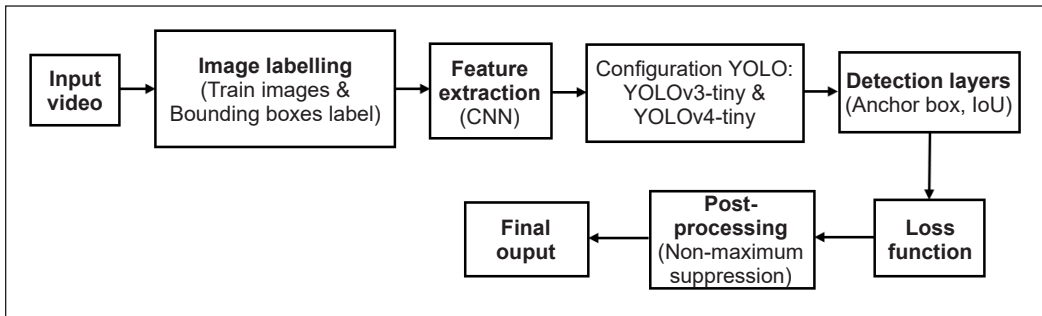 Input
video
Image labelling
(Train images &
Bounding boxes label)
Feature
extraction
(CNN)
Configuration YOLO:
YOLOv3-tiny &
YOLOv4-tiny
Detection layers
(Anchor box, IoU)
Loss
function
Post-
processing
(Non-maximum
suppression)
Final
ouput